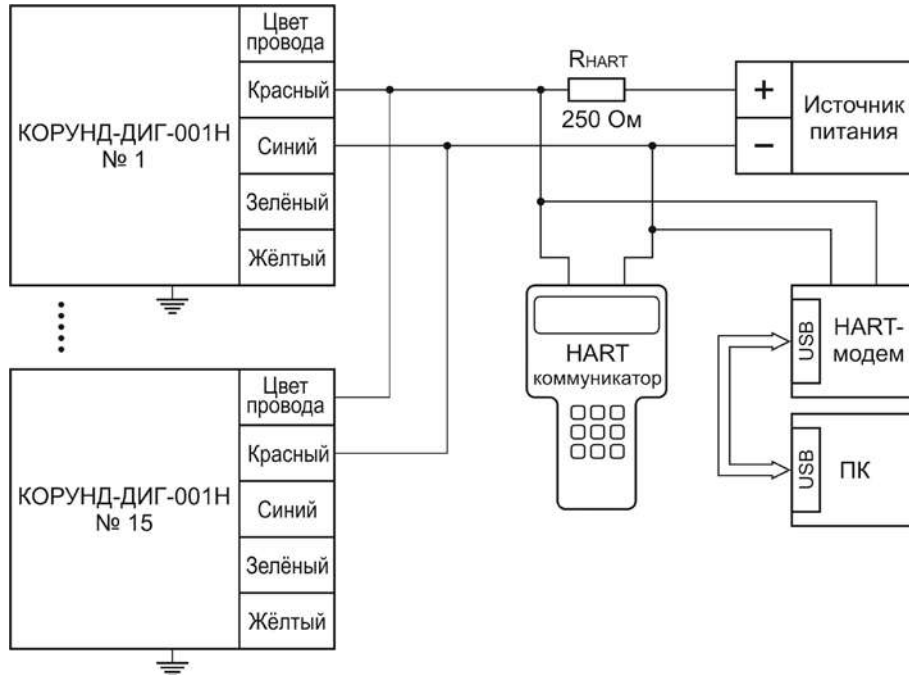 КОРУНД-ДИГ-001Н
№ 1
Цвет
провода
Красный
Синий
Зелёный
Жёлтый
RHART
250 Ом
+
−
Источник
питания
HART
коммуникатор
USB
HART-
модем
USB
ПК
КОРУНД-ДИГ-001Н
№ 15
Цвет
провода
Красный
Синий
Зелёный
Жёлтый